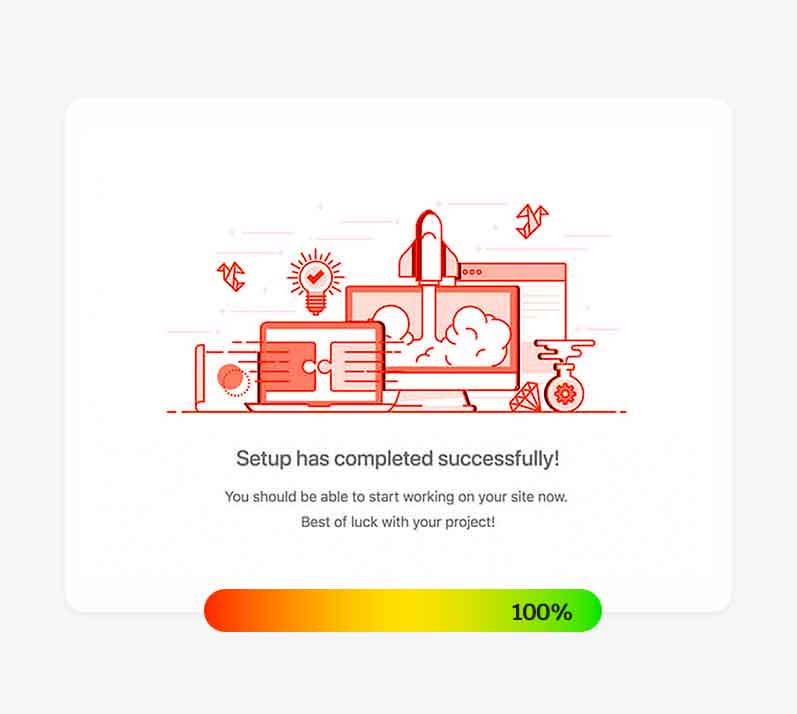 Setup has completed successfully!
You should be able to start working on your site now.
Best of luck with your project!
100%